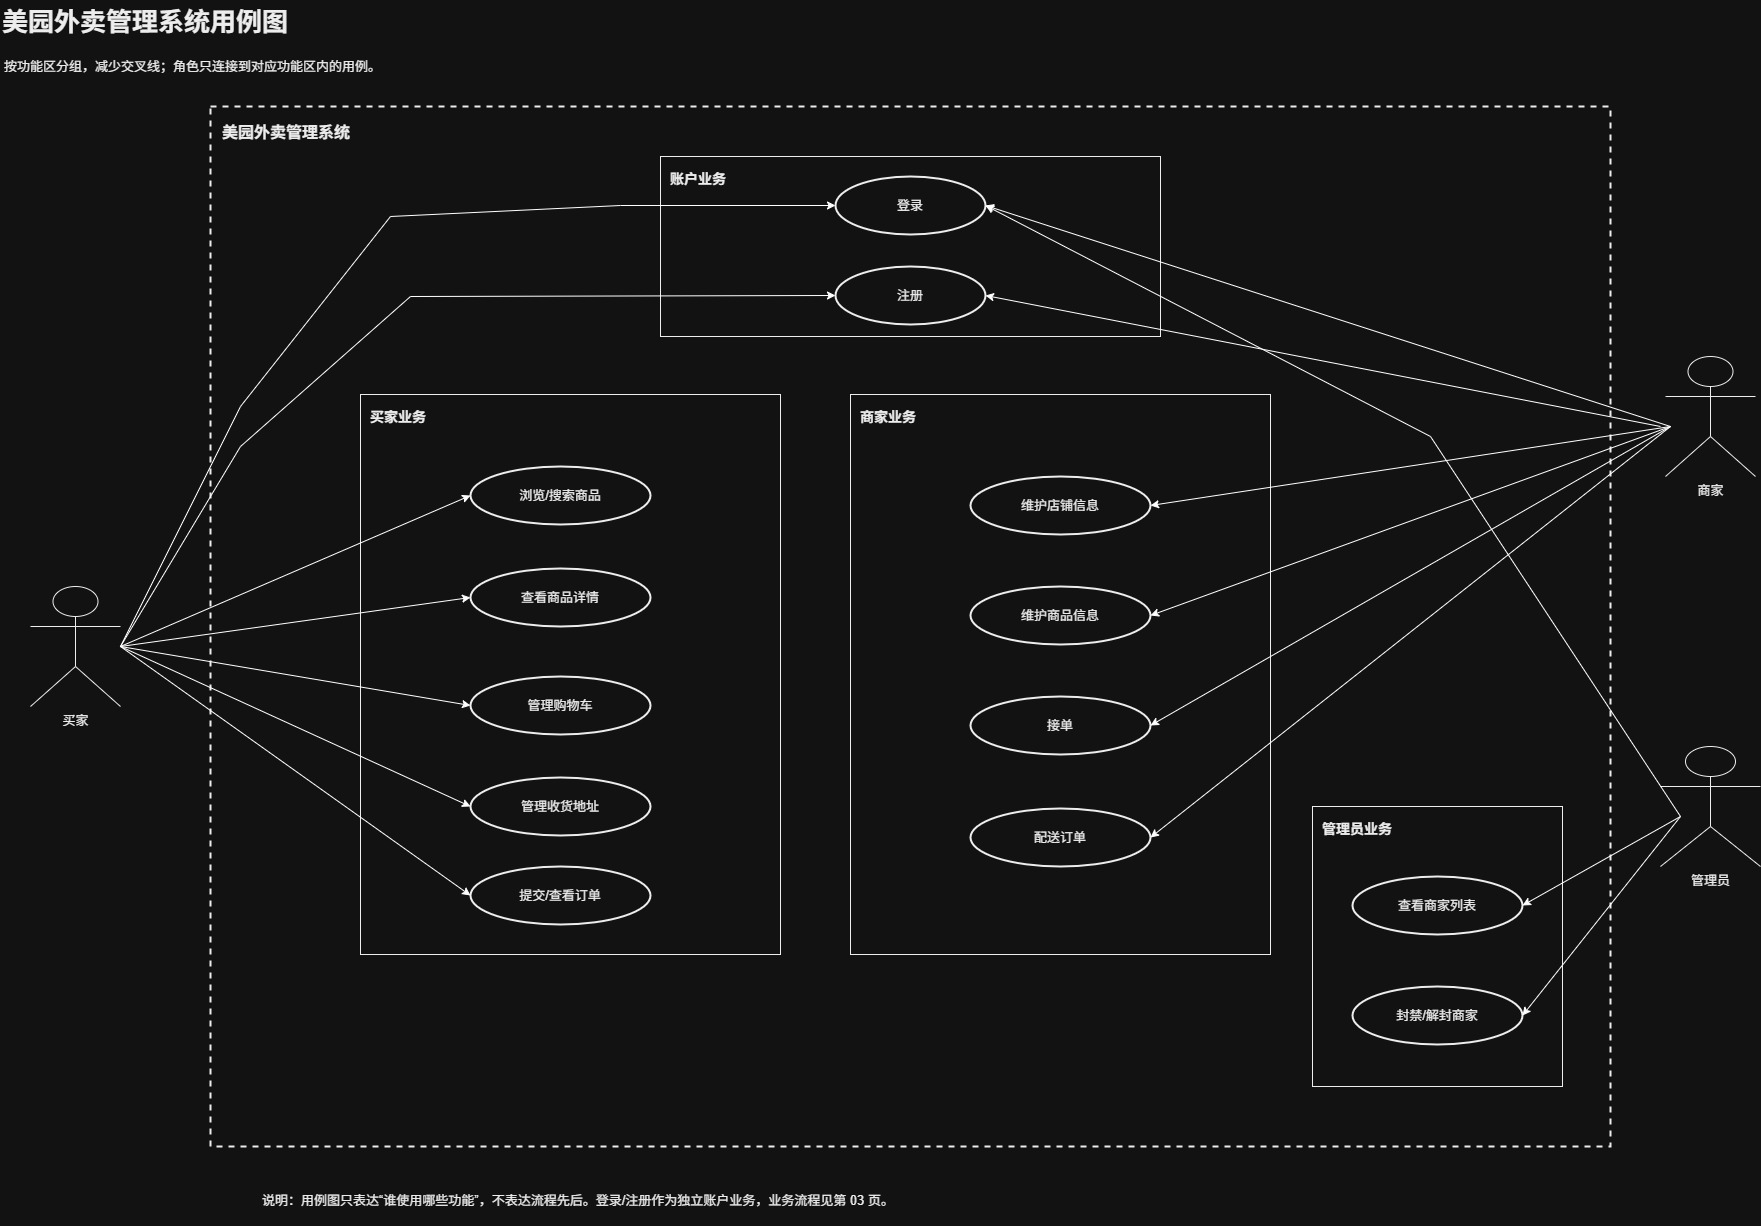 美园外卖管理系统用例图
按功能区分组，减少交叉线；角色只连接到对应功能区内的用例。
美园外卖管理系统
账户业务
登录
注册
买家业务
浏览/搜索商品
查看商品详情
管理购物车
管理收货地址
提交/查看订单
商家业务
维护店铺信息
维护商品信息
接单
配送订单
管理员业务
查看商家列表
封禁/解封商家
买家
商家
管理员
说明：用例图只表达“谁使用哪些功能”，不表达流程先后。登录/注册作为独立账户业务，业务流程见第 03 页。